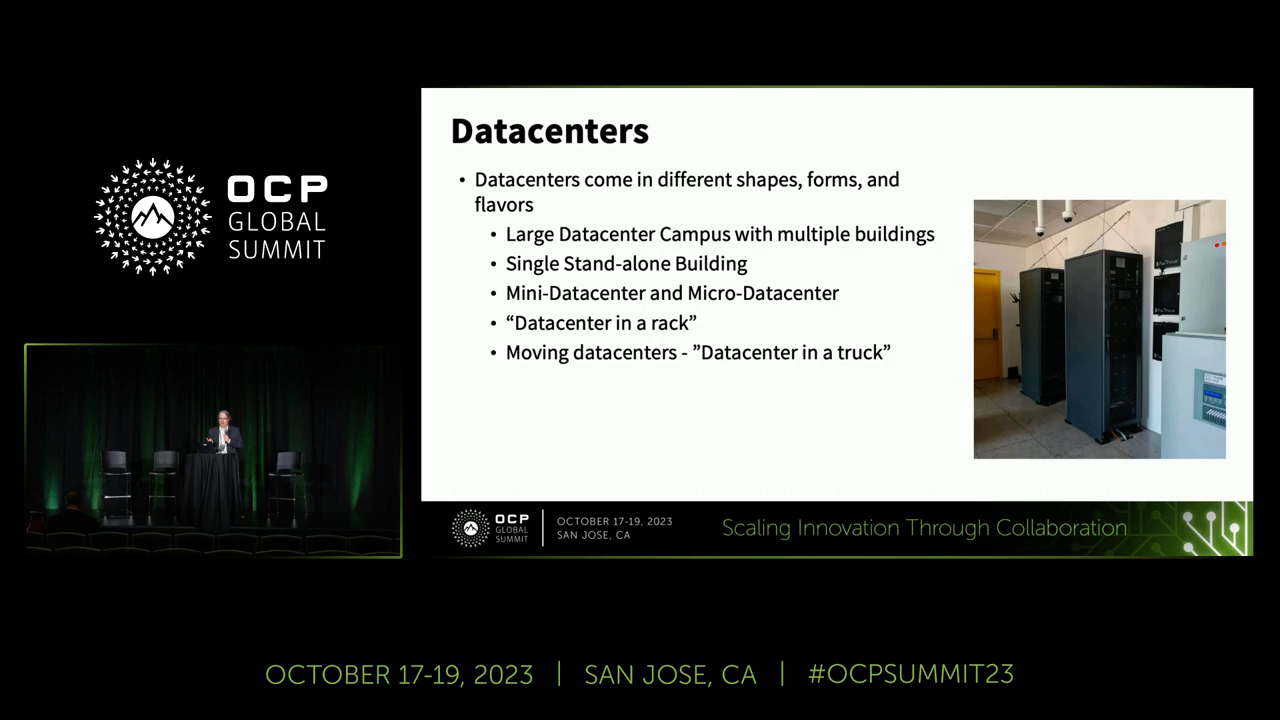 OCP
GLOBAL
SUMMIT
Datacenters
• Datacenters come in different shapes, forms, and
flavors
• Large Datacenter Campus with multiple buildings
• Single Stand-alone Building
• Mini-Datacenter and Micro-Datacenter
• “Datacenter in a rack”
• Moving datacenters - ”Datacenter in a truck”
OCP
GLOBAL
SUMMIT
OCTOBER 17-19, 2023
SAN JOSE, CA
Scaling Innovation Through Collaboration
OCTOBER 17-19, 2023 | SAN JOSE, CA | #OCPSUMMIT23